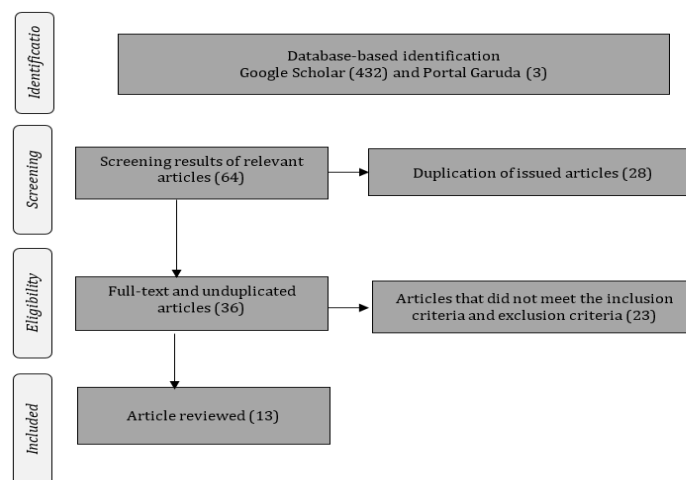 Identificatio
Database-based identification
Google Scholar (432) and Portal Garuda (3)
Screening
Screening results of relevant
articles (64)
Duplication of issued articles (28)
Eligibility
Full-text and unduplicated
articles (36)
Articles that did not meet the inclusion
criteria and exclusion criteria (23)
Included
Article reviewed (13)